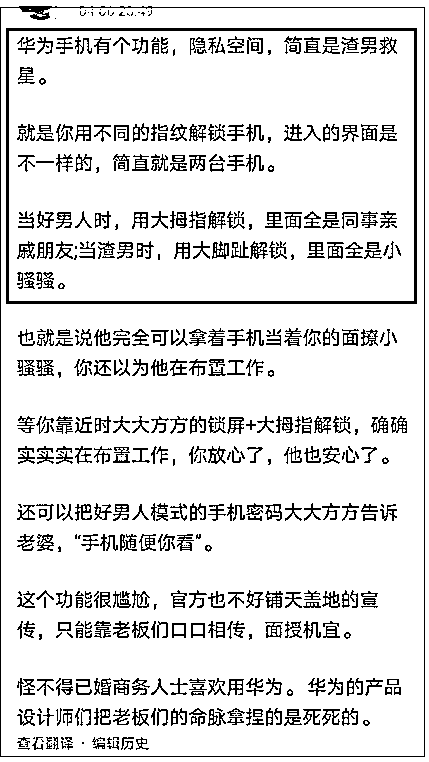 华为手机有个功能，隐私空间，简直是渣男救
星。
就是你用不同的指纹解锁手机，进入的界面是
不一样的，简直就是两台手机。
当好男人时，用大拇指解锁，里面全是同事亲
戚朋友;当渣男时，用大脚趾解锁，里面全是小
骚骚。
也就是说他完全可以拿着手机当着你的面撩小
骚骚，你还以为他在布置工作。
等你靠近时大大方方的锁屏+大拇指解锁，确确
实实实在布置工作，你放心了，他也安心了。
还可以把好男人模式的手机密码大大方方告诉
老婆，“手机随便你看”。
这个功能很尴尬，官方也不好铺天盖地的宣
传，只能靠老板们口口相传，面授机宜。
怪不得已婚商务人士喜欢用华为。华为的产品
设计师们把老板们的命脉拿捏的是死死的。
查看翻译 · 编辑历史